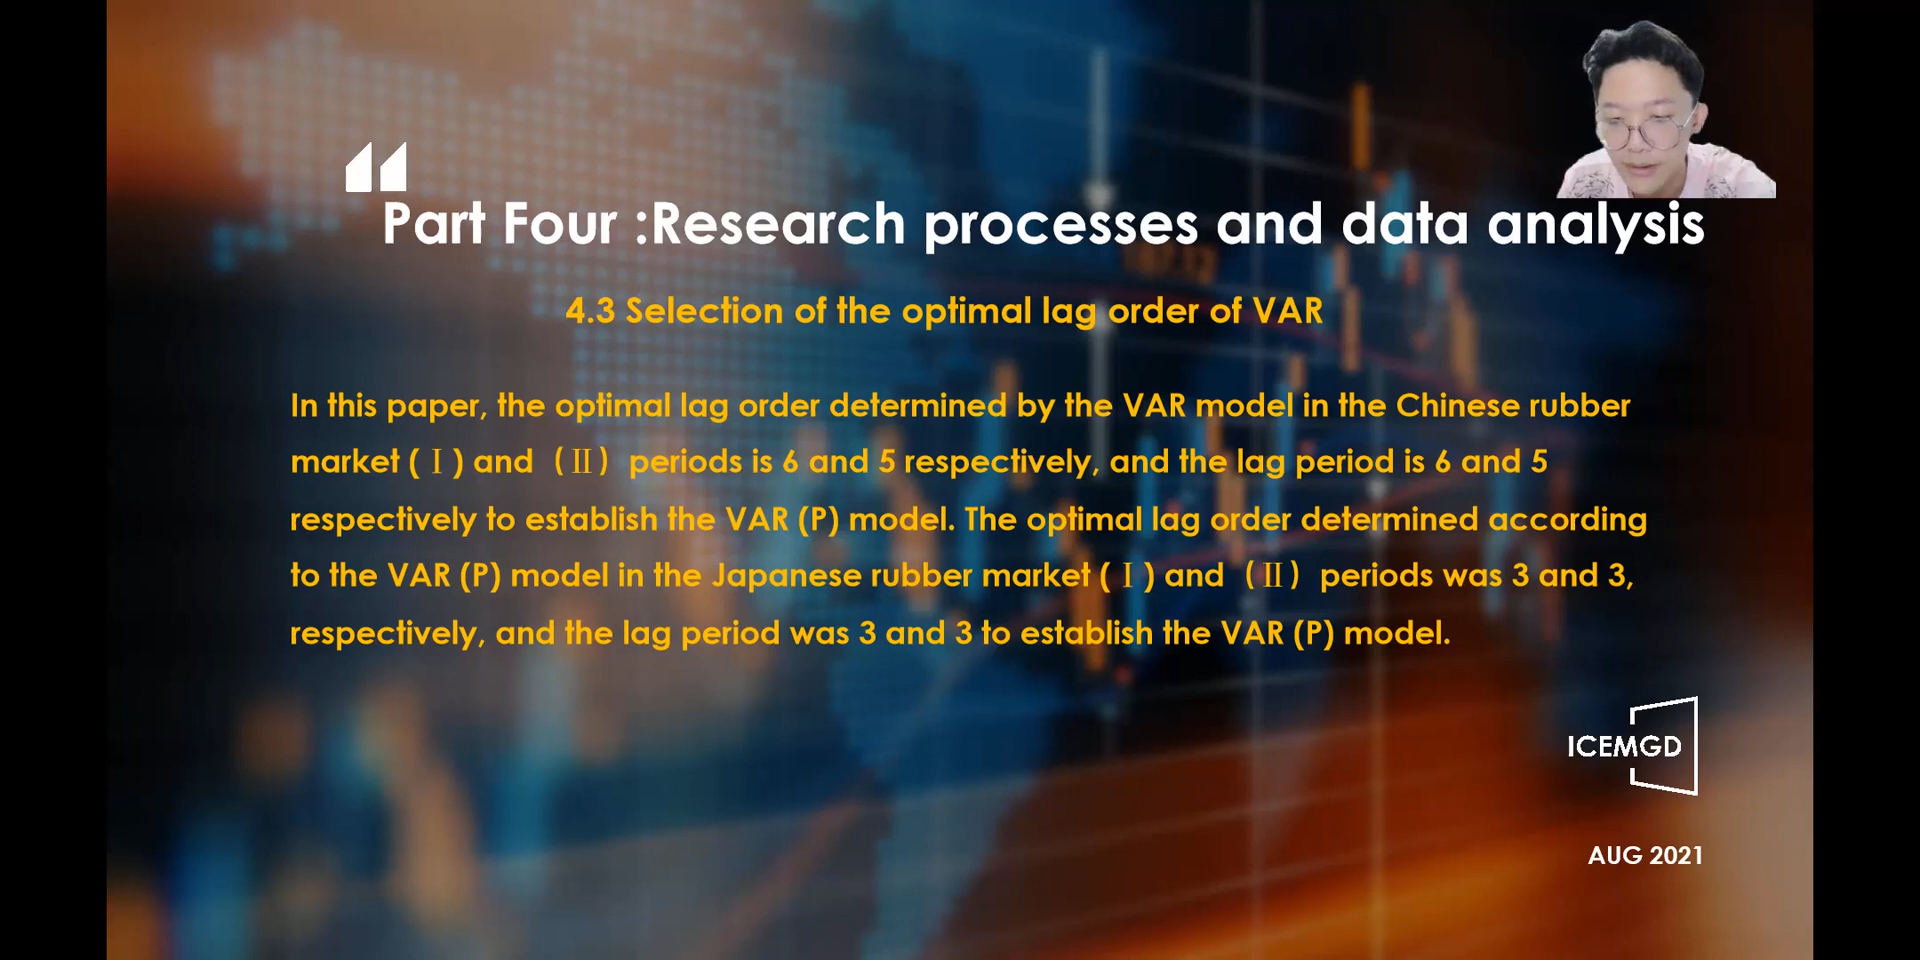 Part Four :Research processes and data analysis
4.3 Selection of the optimal lag order of VAR
In this paper, the optimal lag order determined by the VAR model in the Chinese rubber
market ( Ⅰ ) and （Ⅱ） periods is 6 and 5 respectively, and the lag period is 6 and 5
respectively to establish the VAR (P) model. The optimal lag order determined according
to the VAR (P) model in the Japanese rubber market ( Ⅰ ) and （Ⅱ） periods was 3 and 3,
respectively, and the lag period was 3 and 3 to establish the VAR (P) model.
ICEMGD
AUG 2021